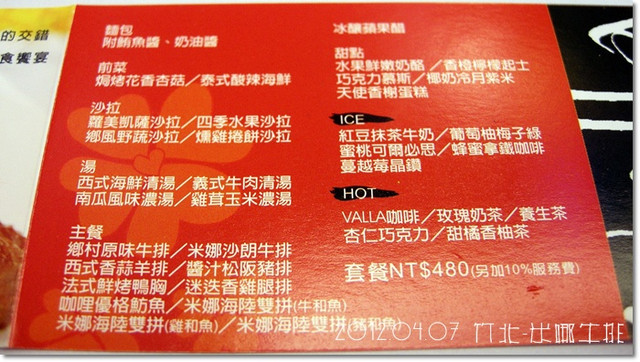 的交錯
食饗宴
麵包
附鮪魚醬、奶油醬
前菜
焗烤花香杏菇／泰式酸辣海鮮
沙拉
蘿美凱薩沙拉／四季水果沙拉
鄉風野蔬沙拉／燻雞捲餅沙拉
湯
西式海鮮清湯／義式牛肉清湯
南瓜風味濃湯／雞茸玉米濃湯
主餐
鄉村原味牛排／米娜沙朗牛排
西式香蒜羊排／醬汁松阪豬排
法式鮮烤鴨胸／迷迭香雞腿排
咖哩優格魴魚／米娜海陸雙拼(牛和魚)
米娜海陸雙拼(雞和魚)／米娜海陸雙拼(豬和魚)
冰釀蘋果醋
甜點
水果鮮嫩奶酪／香橙檸檬起士
巧克力慕斯／椰奶冷月紫米
天使香榭蛋糕
ICE
紅豆抹茶牛奶／葡萄柚梅子綠
蜜桃可爾必思／蜂蜜拿鐵咖啡
蔓越莓晶鑽
HOT
VALLA咖啡／玫瑰奶茶／養生茶
杏仁巧克力／甜橘香柚茶
套餐NT$480(另加10%服務費)
2012.04.07 竹北-米娜牛排